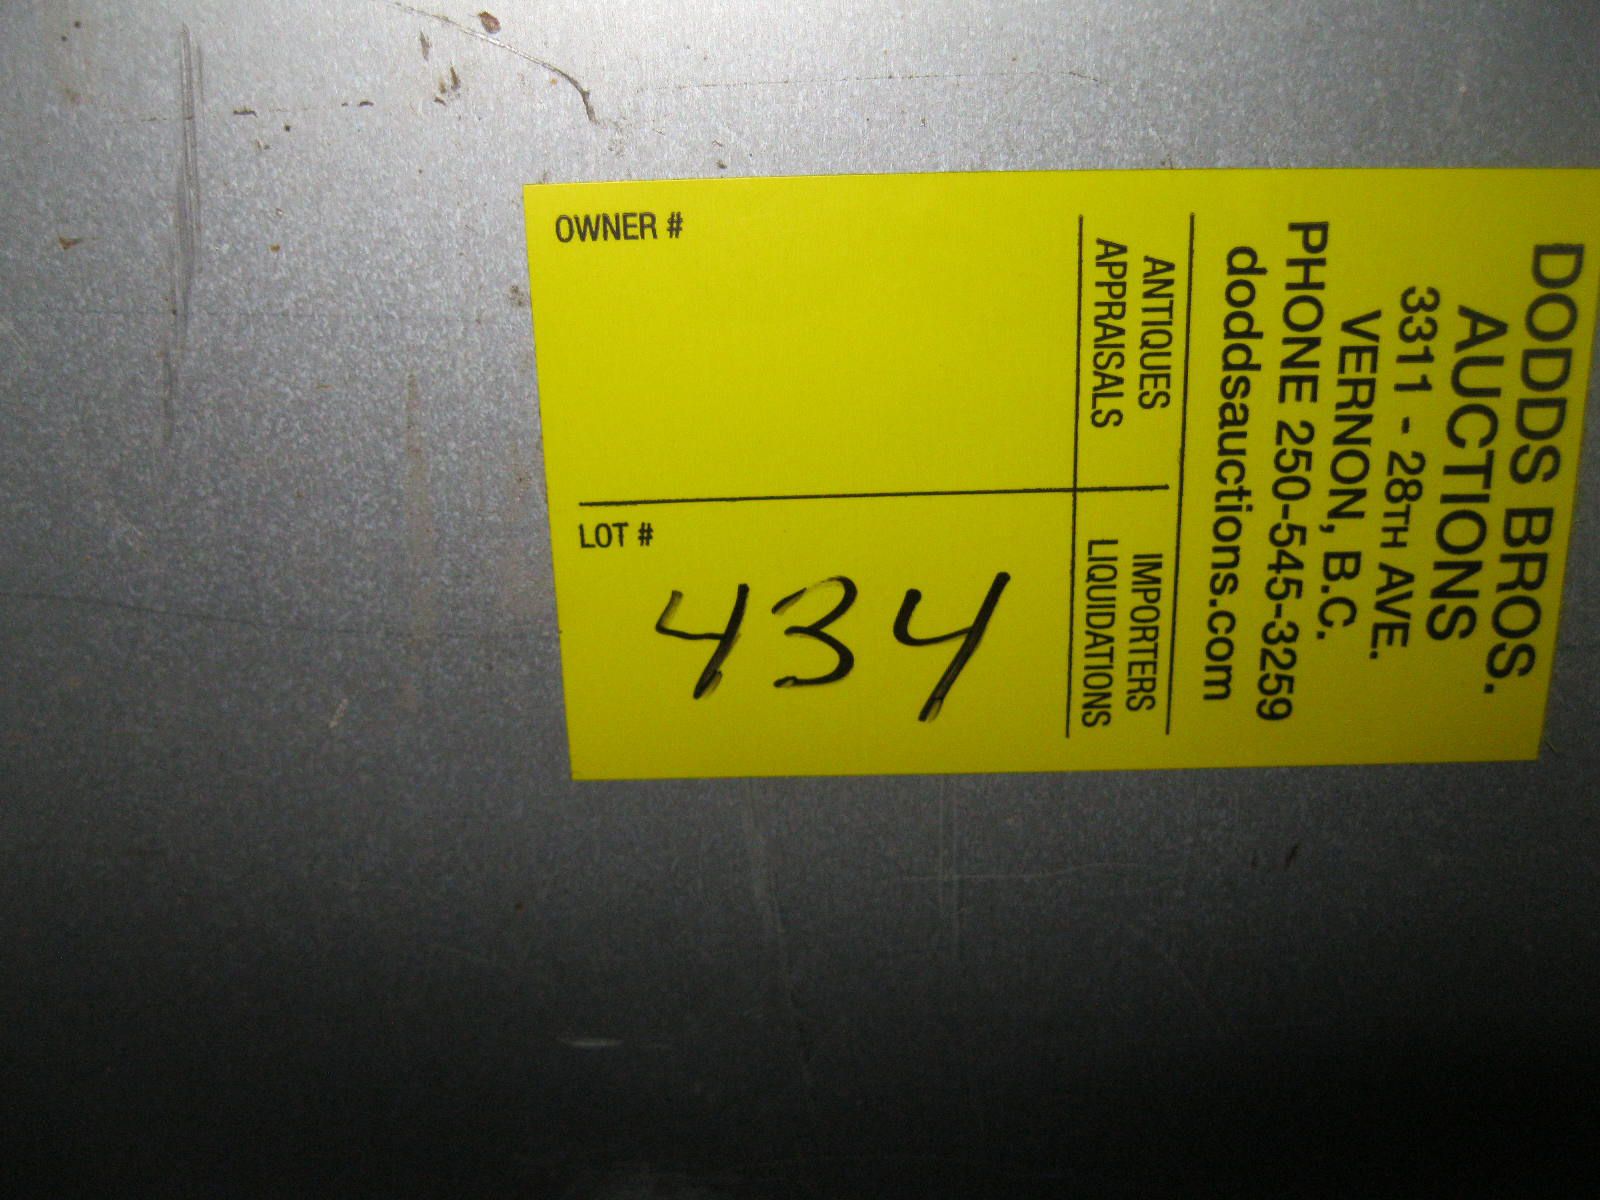 DODDS BROS.
AUCTIONS
3311 - 28TH AVE.
VERNON, B.C.
PHONE 250-545-3259
doddsauctions.com
ANTIQUES
APPRAISALS
IMPORTERS
LIQUIDATIONS
OWNER #
LOT #
434